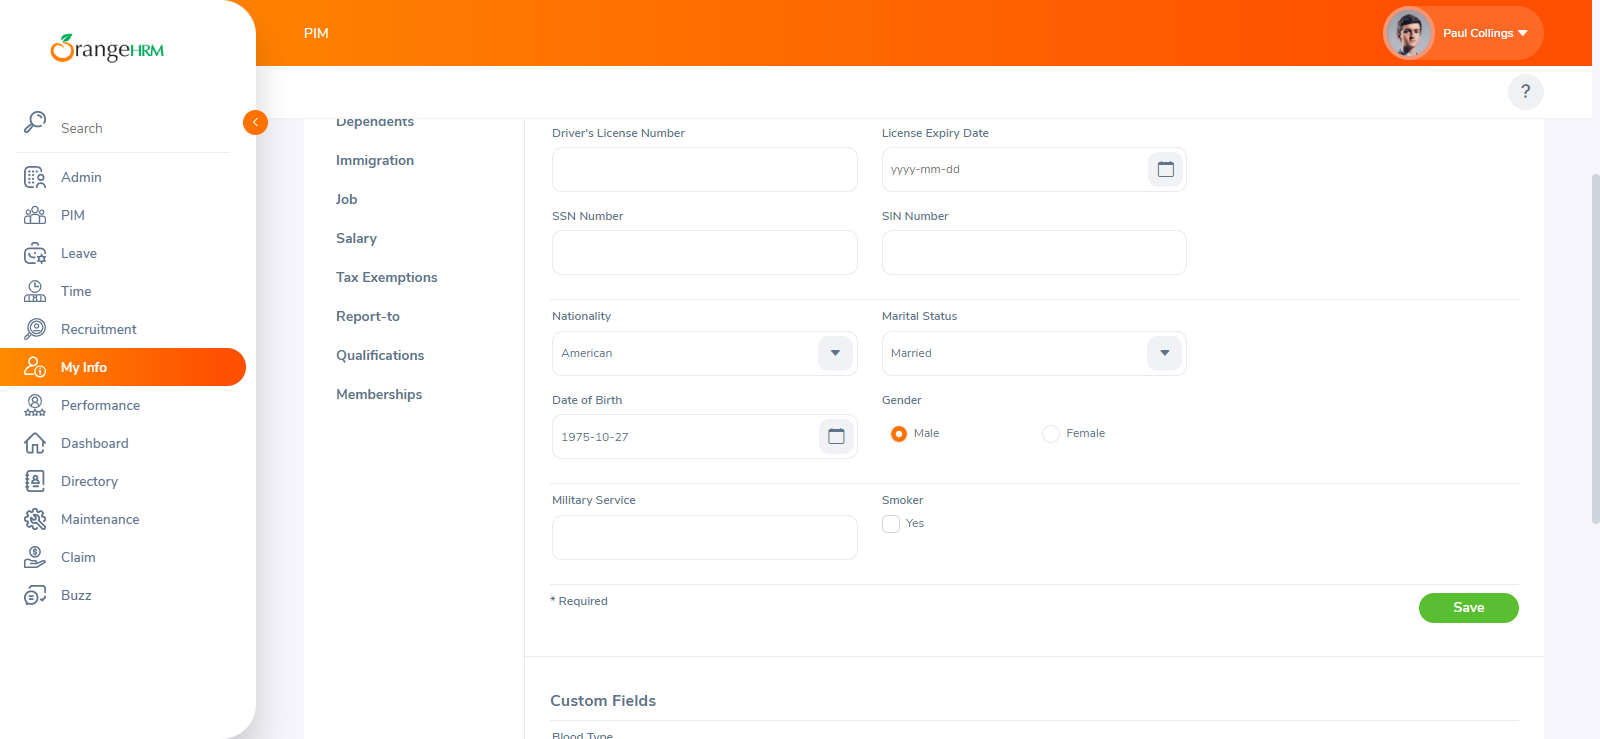 OrangeHRM
PIM
Paul Collings
?
Search
Admin
PIM
Leave
Time
Recruitment
My Info
Performance
Dashboard
Directory
Maintenance
Claim
Buzz
Dependents
Immigration
Job
Salary
Tax Exemptions
Report-to
Qualifications
Memberships
Driver's License Number
License Expiry Date
yyyy-mm-dd
SSN Number
SIN Number
Nationality
Marital Status
American
Married
Date of Birth
Gender
1975-10-27
Male
Female
Military Service
Smoker
Yes
* Required
Save
Custom Fields
Blood Type